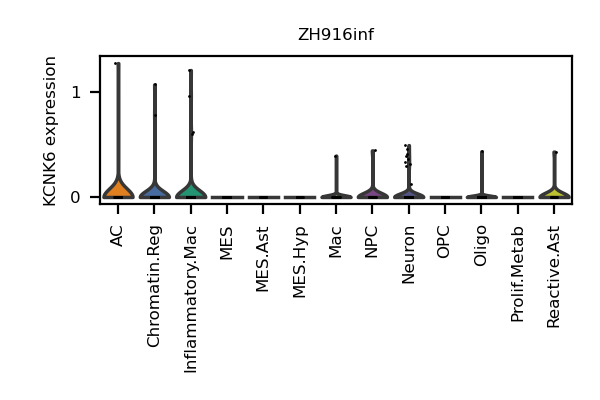 ZH916inf
KCNK6 expression
1
0
AC
Chromatin.Reg
Inflammatory.Mac
MES
MES.Ast
MES.Hyp
Mac
NPC
Neuron
OPC
Oligo
Prolif.Metab
Reactive.Ast